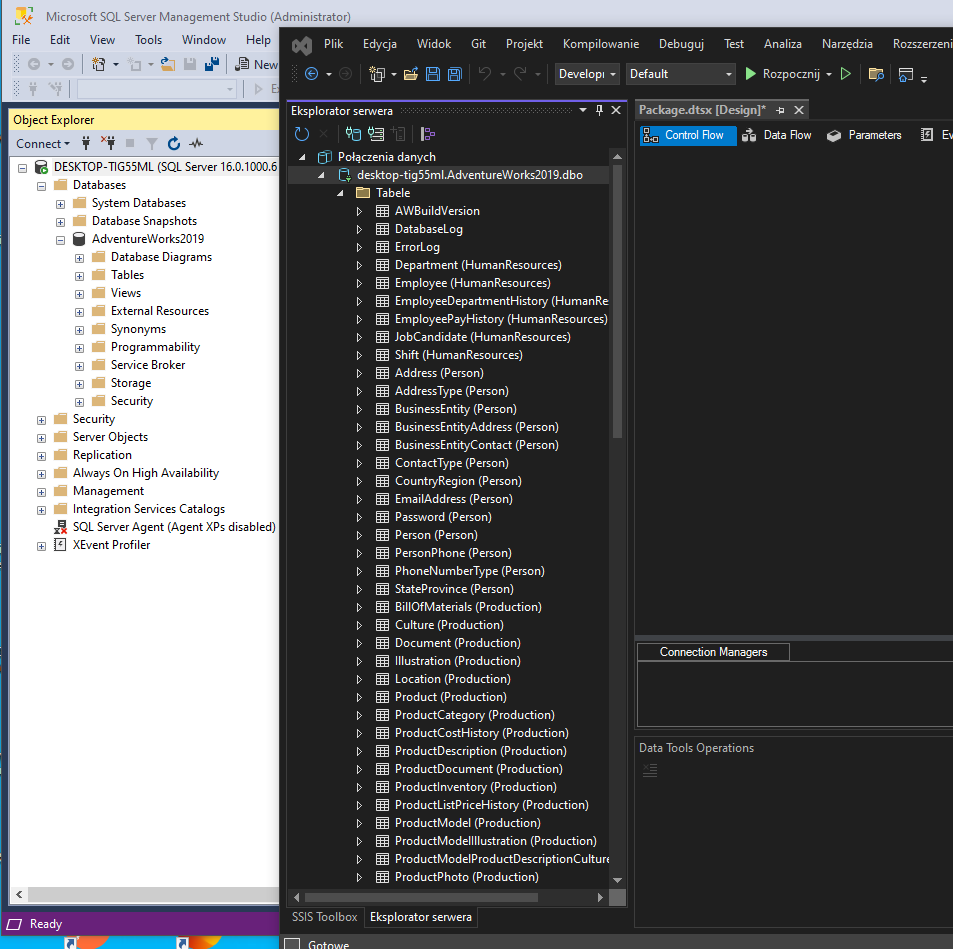 Microsoft SQL Server Management Studio (Administrator)
File Edit View Tools Window Help
New
Object Explorer
Connect
DESKTOP-TIG55ML (SQL Server 16.0.1000.6
Databases
System Databases
Database Snapshots
AdventureWorks2019
Database Diagrams
Tables
Views
External Resources
Synonyms
Programmability
Service Broker
Storage
Security
Security
Server Objects
Replication
Always On High Availability
Management
Integration Services Catalogs
SQL Server Agent (Agent XPs disabled)
XEvent Profiler
Ready
Plik Edycja Widok Git Projekt Kompilowanie Debuguj Test Analiza Narzędzia Rozszerzeni
Developi Default Rozpocznij
Eksplorator serwera
Połączenia danych
desktop-tig55ml.AdventureWorks2019.dbo
Tabele
AWBuildVersion
DatabaseLog
ErrorLog
Department (HumanResources)
Employee (HumanResources)
EmployeeDepartmentHistory (HumanRe
EmployeePayHistory (HumanResources)
JobCandidate (HumanResources)
Shift (HumanResources)
Address (Person)
AddressType (Person)
BusinessEntity (Person)
BusinessEntityAddress (Person)
BusinessEntityContact (Person)
ContactType (Person)
CountryRegion (Person)
EmailAddress (Person)
Password (Person)
Person (Person)
PersonPhone (Person)
PhoneNumberType (Person)
StateProvince (Person)
BillOfMaterials (Production)
Culture (Production)
Document (Production)
Illustration (Production)
Location (Production)
Product (Production)
ProductCategory (Production)
ProductCostHistory (Production)
ProductDescription (Production)
ProductDocument (Production)
ProductInventory (Production)
ProductListPriceHistory (Production)
ProductModel (Production)
ProductModelIllustration (Production)
ProductModelProductDescriptionCulture
ProductPhoto (Production)
SSIS Toolbox Eksplorator serwera
Gotowe
Package.dtsx [Design]*
Control Flow Data Flow Parameters Ev
Connection Managers
Data Tools Operations